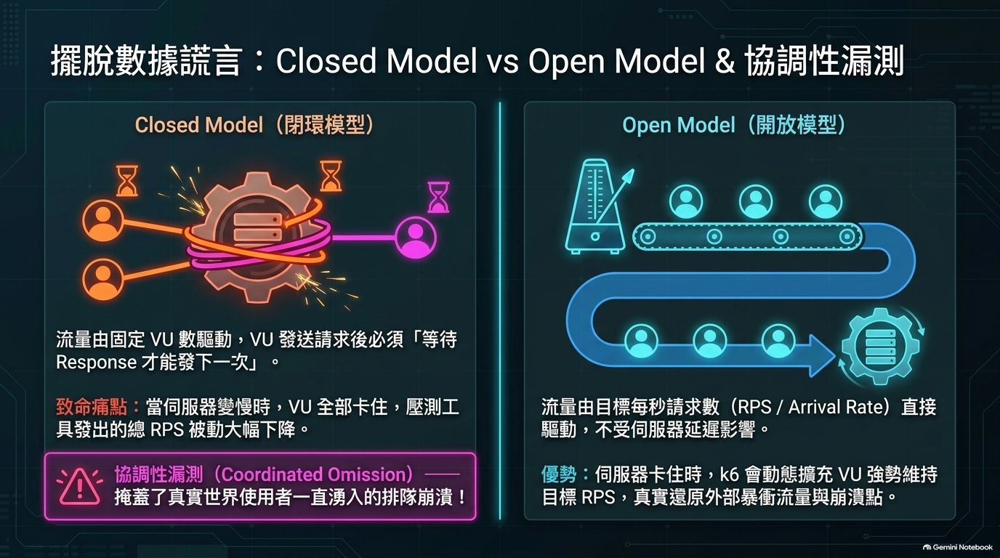 擺脫數據謊言：Closed Model vs Open Model & 協調性漏測
Closed Model（閉環模型）
流量由固定 VU 數驅動，VU 發送請求後必須「等待
Response 才能發下一次」。
致命痛點：當伺服器變慢時，VU 全部卡住，壓測工
具發出的總 RPS 被動大幅下降。
協調性漏測（Coordinated Omission）——
掩蓋了真實世界使用者一直湧入的排隊崩潰！
Open Model（開放模型）
流量由目標每秒請求數（RPS / Arrival Rate）直接
驅動，不受伺服器延遲影響。
優勢：伺服器卡住時，k6 會動態擴充 VU 強勢維持
目標 RPS，真實還原外部暴衝流量與崩潰點。
Gemini Notebook